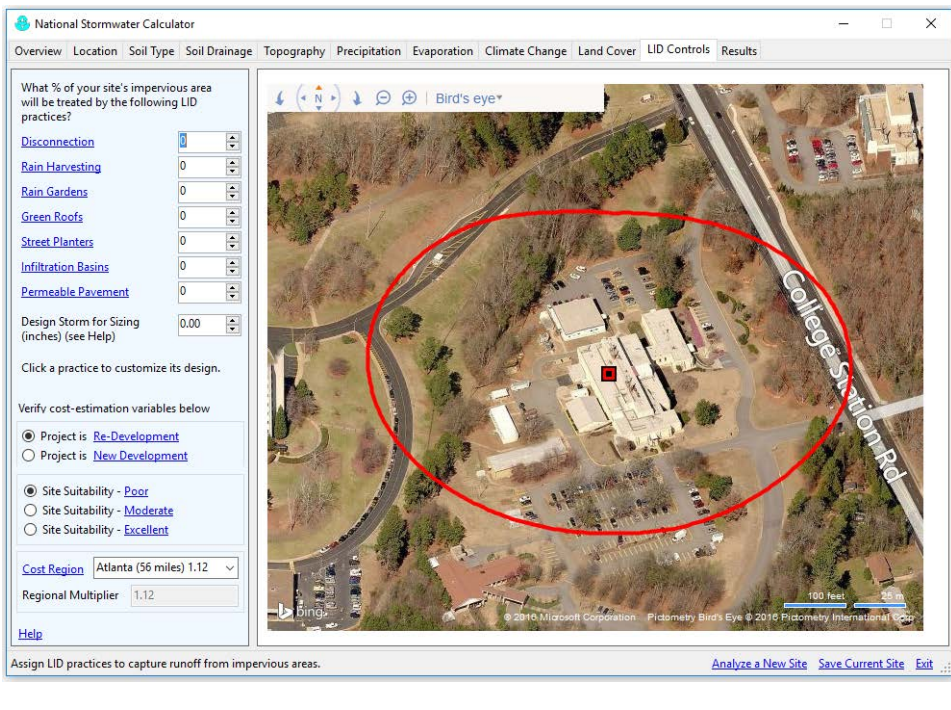 National Stormwater Calculator
Overview Location Soil Type Soil Drainage Topography Precipitation Evaporation Climate Change Land Cover LID Controls Results
What % of your site's impervious area
will be treated by the following LID
practices?
Disconnection 0
Rain Harvesting 0
Rain Gardens 0
Green Roofs 0
Street Planters 0
Infiltration Basins 0
Permeable Pavement 0
Design Storm for Sizing 0.00
(inches) (see Help)
Click a practice to customize its design.
Verify cost-estimation variables below
Project is Re-Development
Project is New Development
Site Suitability - Poor
Site Suitability - Moderate
Site Suitability - Excellent
Cost Region Atlanta (56 miles) 1.12
Regional Multiplier 1.12
Help
N Bird's eye
College Station Rd
100 feet 25 m
bing
© 2016 Microsoft Corporation Pictometry Bird's Eye © 2016 Pictometry International Corp
Assign LID practices to capture runoff from impervious areas.
Analyze a New Site Save Current Site Exit